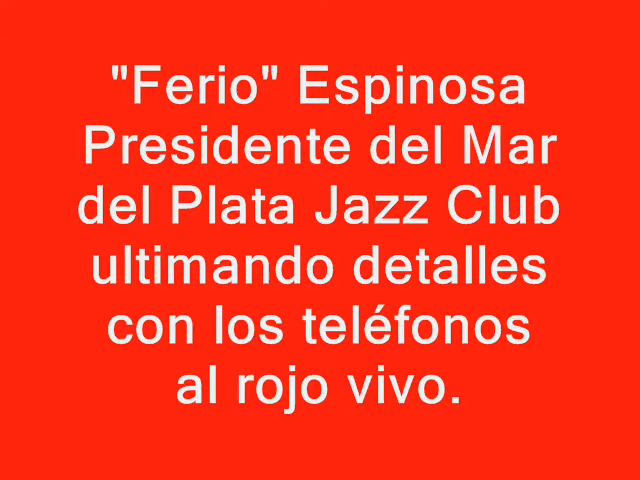 "Ferio" Espinosa
Presidente del Mar
del Plata Jazz Club
ultimando detalles
con los teléfonos
al rojo vivo.